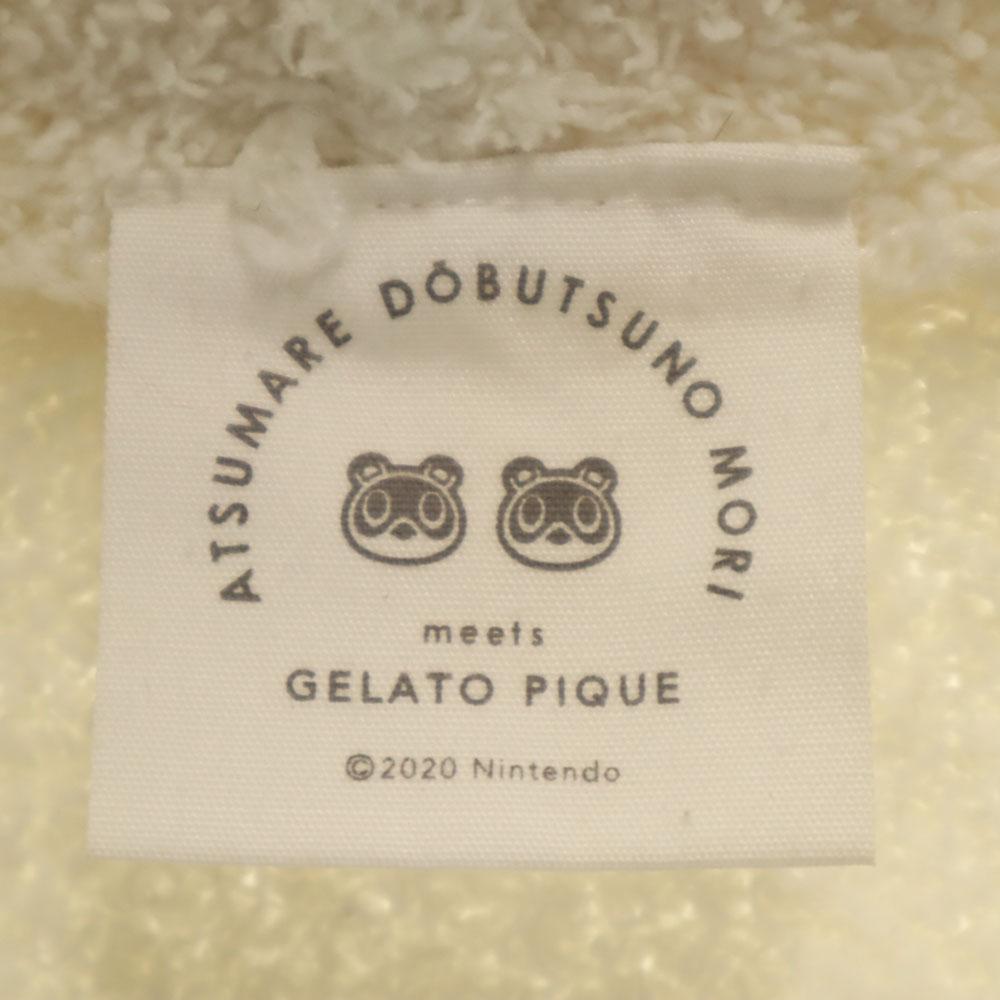 ATSUMARE DŌBUTSUNO MORI
meets
GELATO PIQUE
©2020 Nintendo